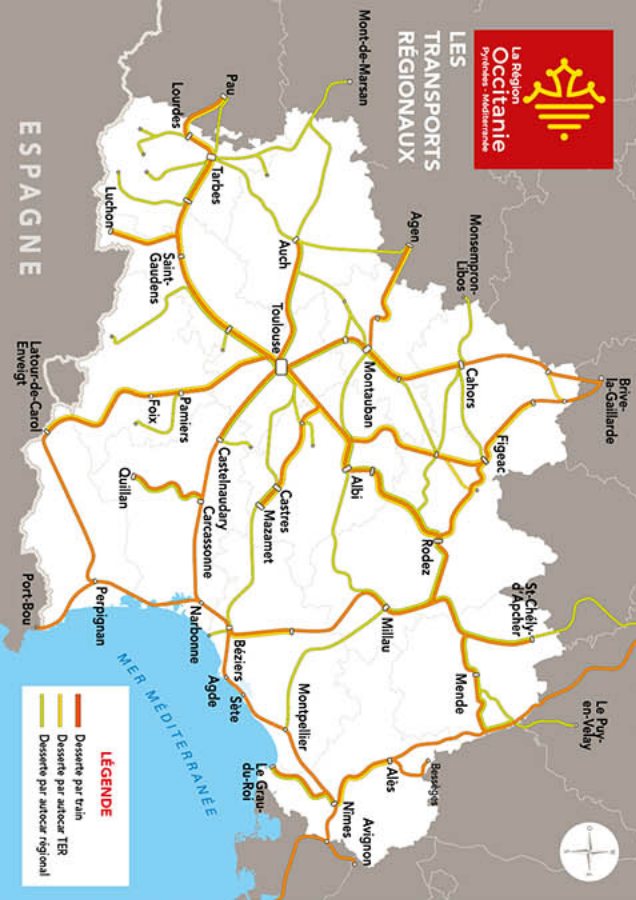 La Région
Occitanie
Pyrénées - Méditerranée
LES
TRANSPORTS
RÉGIONAUX
Mont-de-Marsan
Pau
Lourdes
Tarbes
Luchon
Saint-
Gaudens
Auch
Agen
Monsempron-
Libos
Toulouse
Montauban
Cahors
Brive-
la-Gaillarde
Figeac
Albi
Rodez
Castres
Mazamet
Castelnaudary
Carcassonne
Pamiers
Foix
Quillan
Latour-de-Carol
Enveigt
Perpignan
Port-Bou
Narbonne
Béziers
Agde
Sète
Montpellier
Millau
St-Chély-
d'Apcher
Mende
Le Puy-
en-Velay
Alès
Bessèges
Nîmes
Avignon
Le Grau-
du-Roi
ESPAGNE
MER MÉDITERRANÉE
LÉGENDE
Desserte par train
Desserte par autocar TER
Desserte par autocar régional